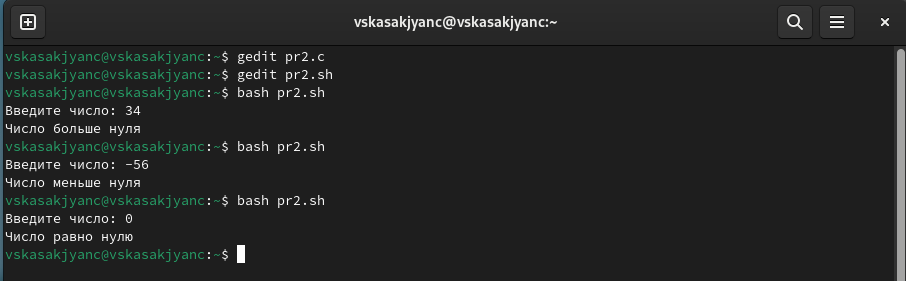 vskasakjyanc@vskasakjyanc:~
vskasakjyanc@vskasakjyanc:~$ gedit pr2.c
vskasakjyanc@vskasakjyanc:~$ gedit pr2.sh
vskasakjyanc@vskasakjyanc:~$ bash pr2.sh
Введите число: 34
Число больше нуля
vskasakjyanc@vskasakjyanc:~$ bash pr2.sh
Введите число: -56
Число меньше нуля
vskasakjyanc@vskasakjyanc:~$ bash pr2.sh
Введите число: 0
Число равно нулю
vskasakjyanc@vskasakjyanc:~$